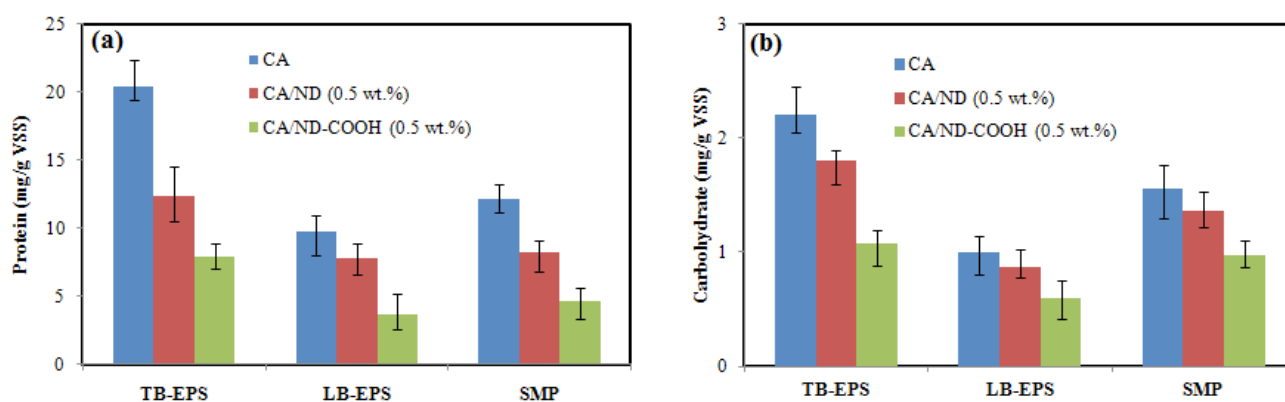 (a)
CA
CA/ND (0.5 wt.%)
CA/ND-COOH (0.5 wt.%)
Protein (mg/g VSS)
25
20
15
10
5
0
TB-EPS
LB-EPS
SMP
(b)
CA
CA/ND (0.5 wt.%)
CA/ND-COOH (0.5 wt.%)
Carbohydrate (mg/g VSS)
3
2
1
0
TB-EPS
LB-EPS
SMP